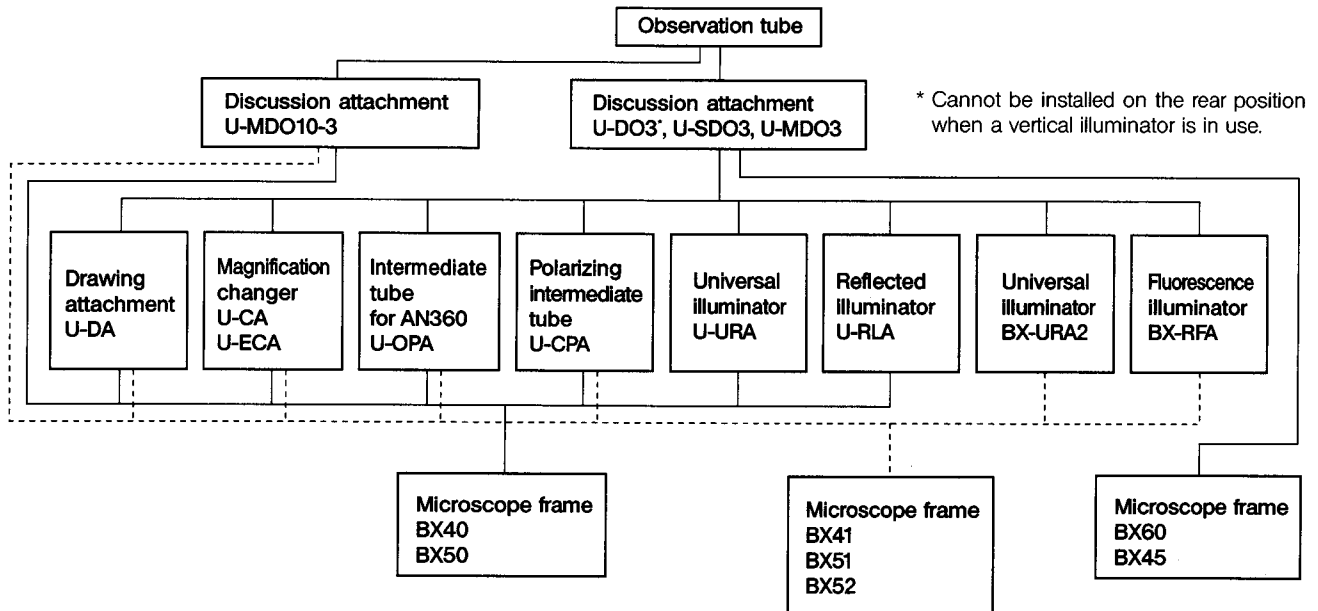 Observation tube
Discussion attachment
U-MDO10-3
Discussion attachment
U-DO3*, U-SDO3, U-MDO3
* Cannot be installed on the rear position
when a vertical illuminator is in use.
Drawing
attachment
U-DA
Magnification
changer
U-CA
U-ECA
Intermediate
tube
for AN360
U-OPA
Polarizing
intermediate
tube
U-CPA
Universal
illuminator
U-URA
Reflected
illuminator
U-RLA
Universal
illuminator
BX-URA2
Fluorescence
illuminator
BX-RFA
Microscope frame
BX40
BX50
Microscope frame
BX41
BX51
BX52
Microscope frame
BX60
BX45